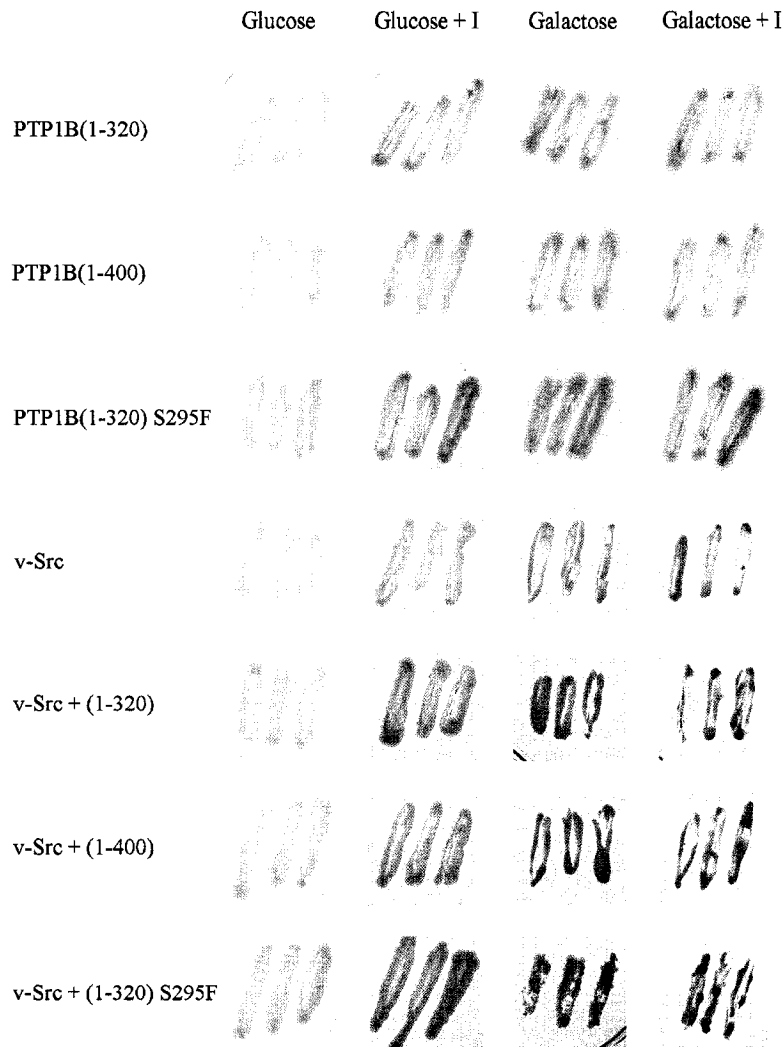 Glucose Glucose + I Galactose Galactose + I
PTP1B(1-320)
PTP1B(1-400)
PTP1B(1-320) S295F
v-Src
v-Src + (1-320)
v-Src + (1-400)
v-Src + (1-320) S295F